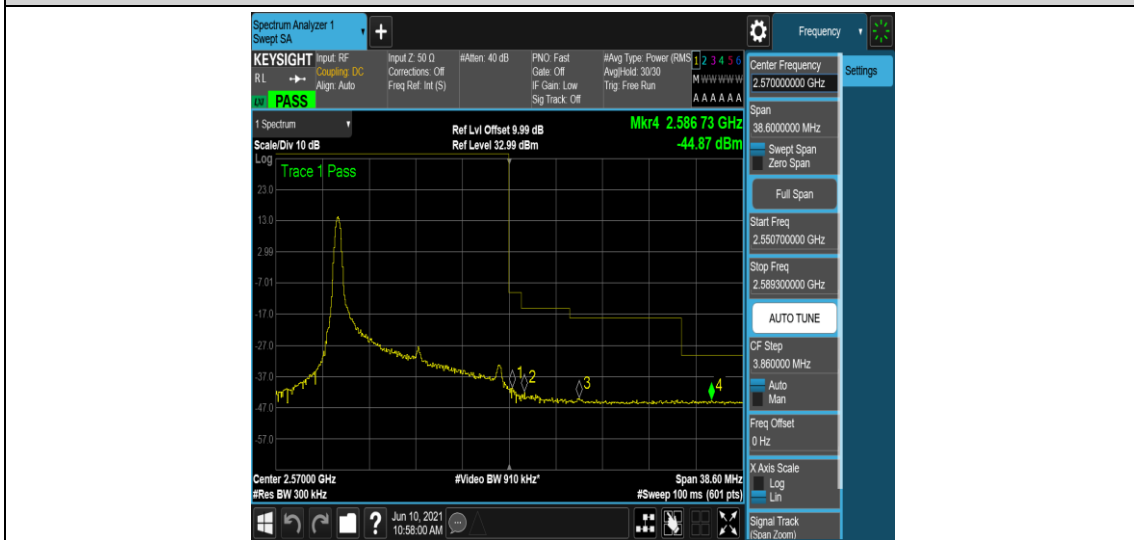 Spectrum Analyzer 1
Swept SA
+
Frequency
KEYSIGHT
RL
LXI
PASS
Input: RF
Coupling: DC
Align: Auto
Input Z: 50 Ω
Corrections: Off
Freq Ref: Int (S)
#Atten: 40 dB
PNO: Fast
Gate: Off
IF Gain: Low
Sig Track: Off
#Avg Type: Power (RMS
Avg|Hold: 30/30
Trig: Free Run
1 2 3 4 5 6
M W W W W W
A A A A A A
1 Spectrum
Scale/Div 10 dB
Ref Lvl Offset 9.99 dB
Ref Level 32.99 dBm
Mkr4 2.586 73 GHz
-44.87 dBm
Log
Trace 1 Pass
23.0
13.0
2.99
-7.01
-17.0
-27.0
-37.0
-47.0
-57.0
1
2
3
4
Center 2.57000 GHz
#Res BW 300 kHz
#Video BW 910 kHz*
Span 38.60 MHz
#Sweep 100 ms (601 pts)
?
Jun 10, 2021
10:58:00 AM
Center Frequency
2.570000000 GHz
Settings
Span
38.6000000 MHz
Swept Span
Zero Span
Full Span
Start Freq
2.550700000 GHz
Stop Freq
2.589300000 GHz
AUTO TUNE
CF Step
3.860000 MHz
Auto
Man
Freq Offset
0 Hz
X Axis Scale
Log
Lin
Signal Track
(Span Zoom)